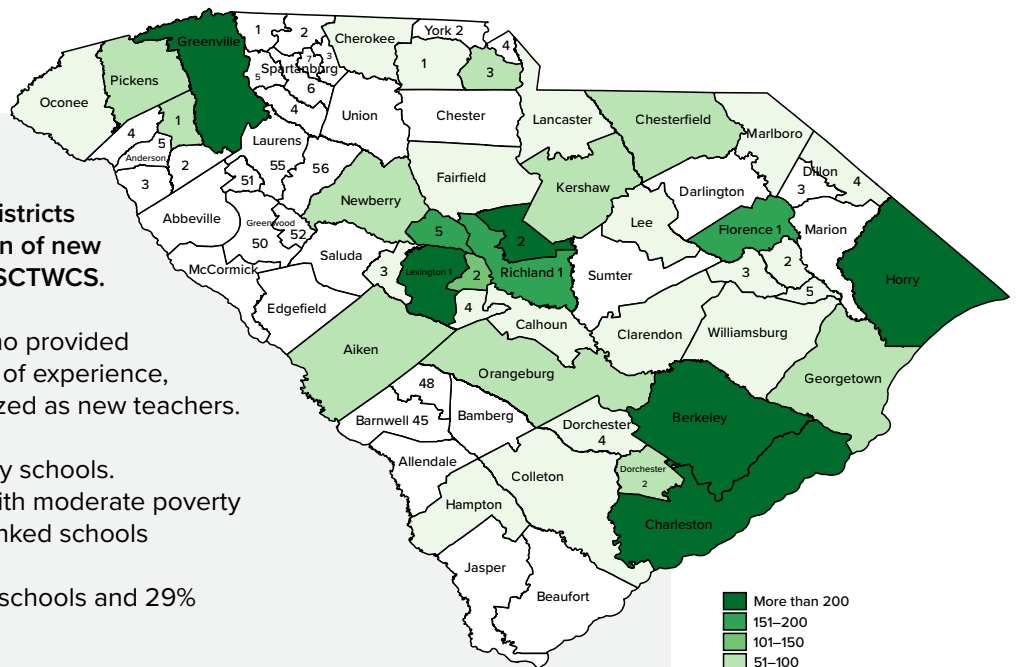 istricts
n of new
SCTWCS.
no provided
of experience,
zed as new teachers.
y schools.
ith moderate poverty
nked schools
schools and 29%
Greenville
1
2
Cherokee
York 2
4
Pickens
7
3
Spartanburg
5
1
3
Oconee
6
4
Union
Chester
Lancaster
Chesterfield
Marlboro
1
4
5
Anderson
2
3
Laurens
55
56
51
Fairfield
Kershaw
Darlington
Dillon
3
4
Newberry
Abbeville
Greenwood
52
50
Saluda
5
2
Lee
Florence 1
Marion
McCormick
3
Lexington 1
2
Richland 1
Sumter
3
2
5
Horry
Edgefield
4
Calhoun
Clarendon
Williamsburg
Aiken
Orangeburg
Georgetown
48
Barnwell 45
Bamberg
Dorchester
4
Berkeley
Allendale
Colleton
Dorchester
2
Hampton
Charleston
Jasper
Beaufort
More than 200
151–200
101–150
51–100